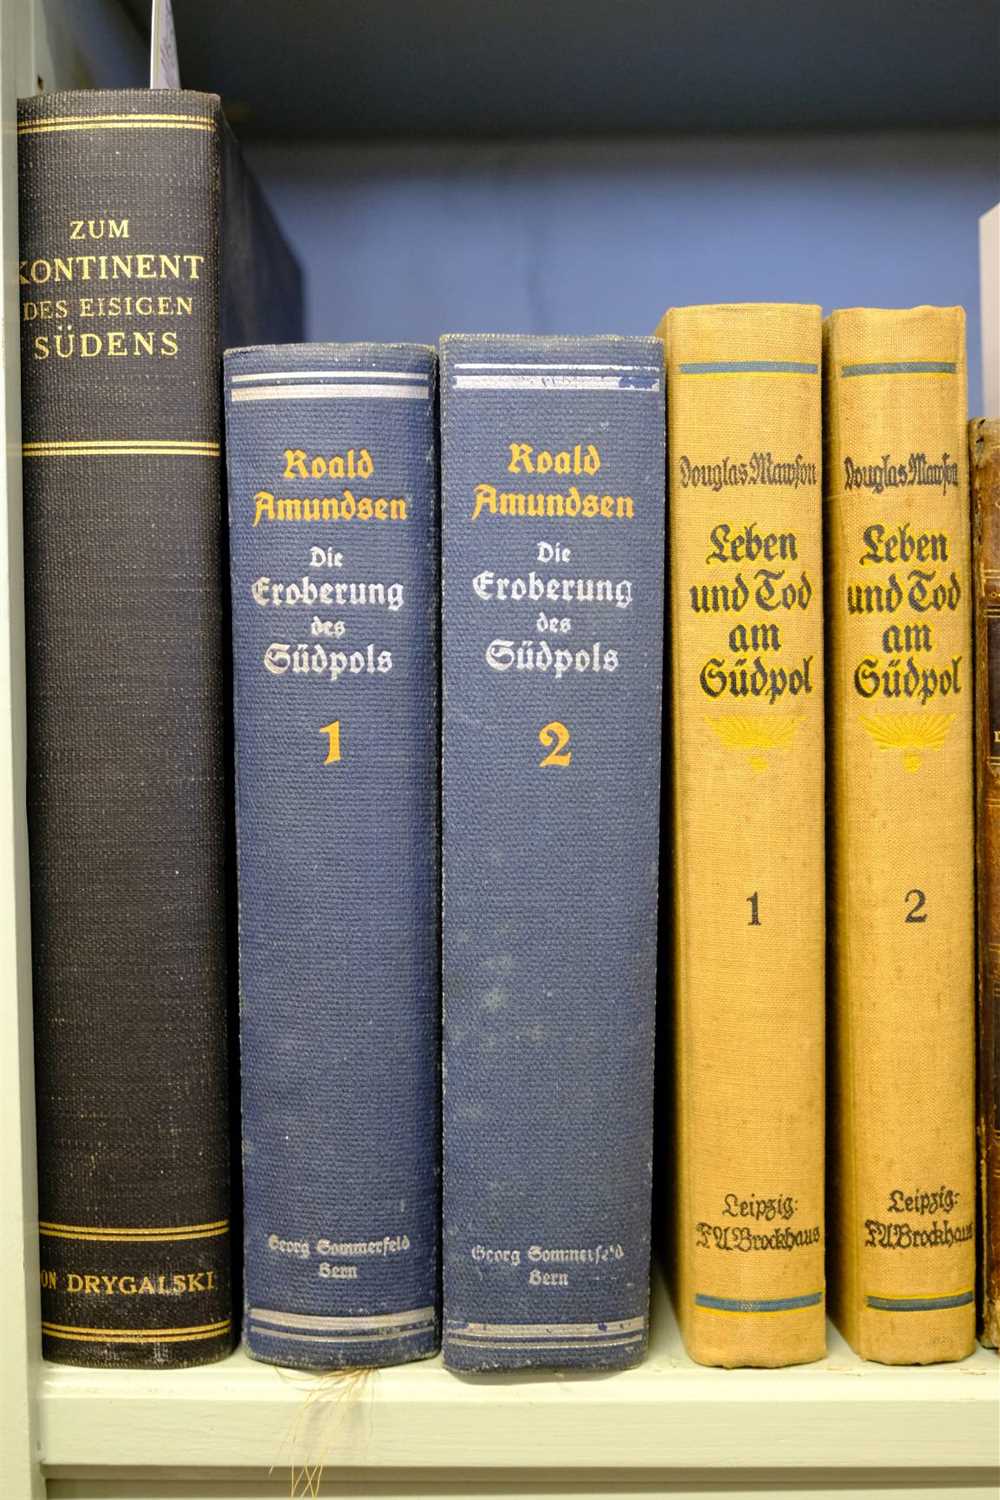 ZUM
KONTINENT
DES EISIGEN
SÜDENS
DRYGALSKI
Roald
Amundsen
Die
Eroberung
des
Südpols
1
Georg Sommerfeld
Bern
Roald
Amundsen
Die
Eroberung
des
Südpols
2
Georg Sommerfeld
Bern
Douglas Mawson
Leben
und Tod
am
Südpol
1
Leipzig:
F.A. Brockhaus
Douglas Mawson
Leben
und Tod
am
Südpol
2
Leipzig:
F.A. Brockhaus